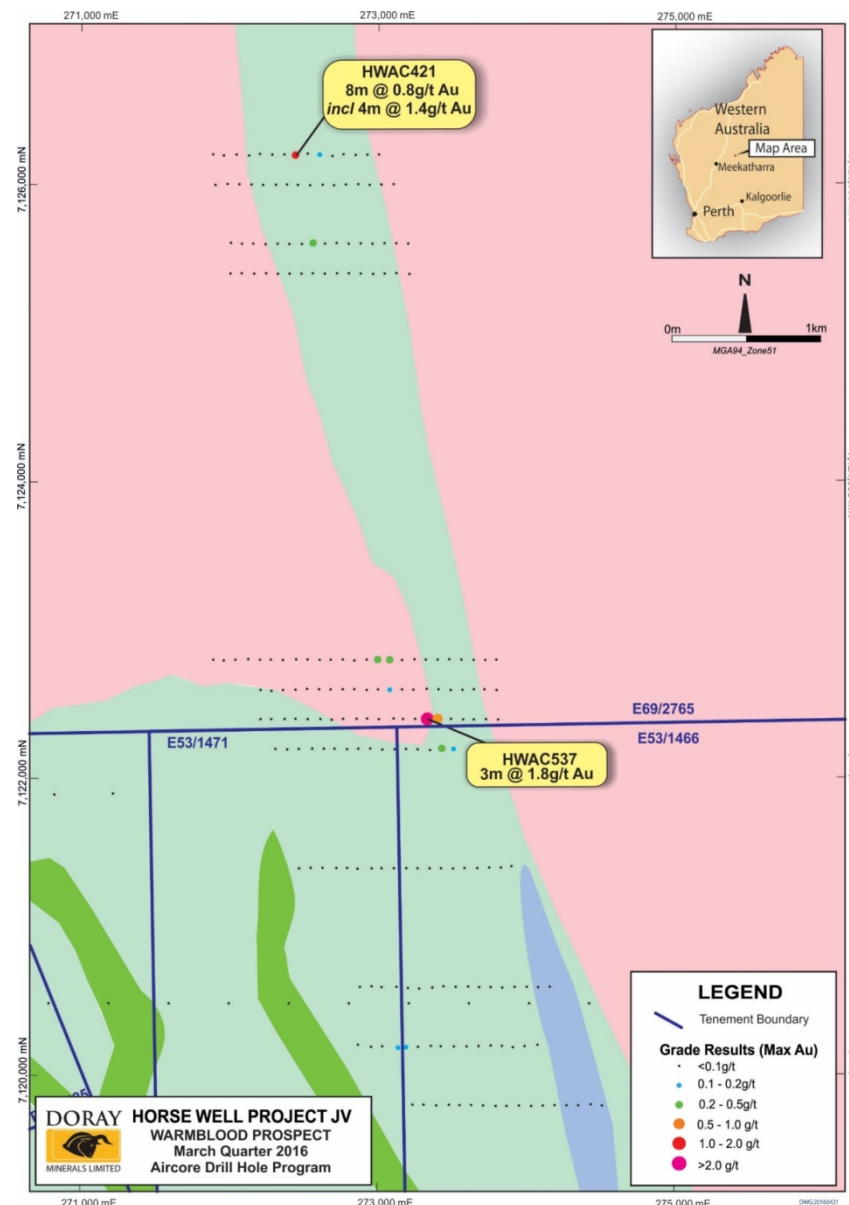 271,000 mE
273,000 mE
275,000 mE
HWAC421
8m @ 0.8g/t Au
incl 4m @ 1.4g/t Au
Western
Australia
Map Area
Meekatharra
Kalgoorlie
Perth
7,126,000 mN
N
0m
1km
MGA94_Zone51
7,124,000 mN
E69/2765
E53/1471
E53/1466
HWAC537
3m @ 1.8g/t Au
7,122,000 mN
7,120,000 mN
LEGEND
Tenement Boundary
Grade Results (Max Au)
<0.1g/t
0.1 - 0.2g/t
0.2 - 0.5g/t
0.5 - 1.0 g/t
1.0 - 2.0 g/t
>2.0 g/t
DORAY
MINERALS LIMITED
HORSE WELL PROJECT JV
WARMBLOOD PROSPECT
March Quarter 2016
Aircore Drill Hole Program
271,000 mE
273,000 mE
275,000 mE
DWG:20160421